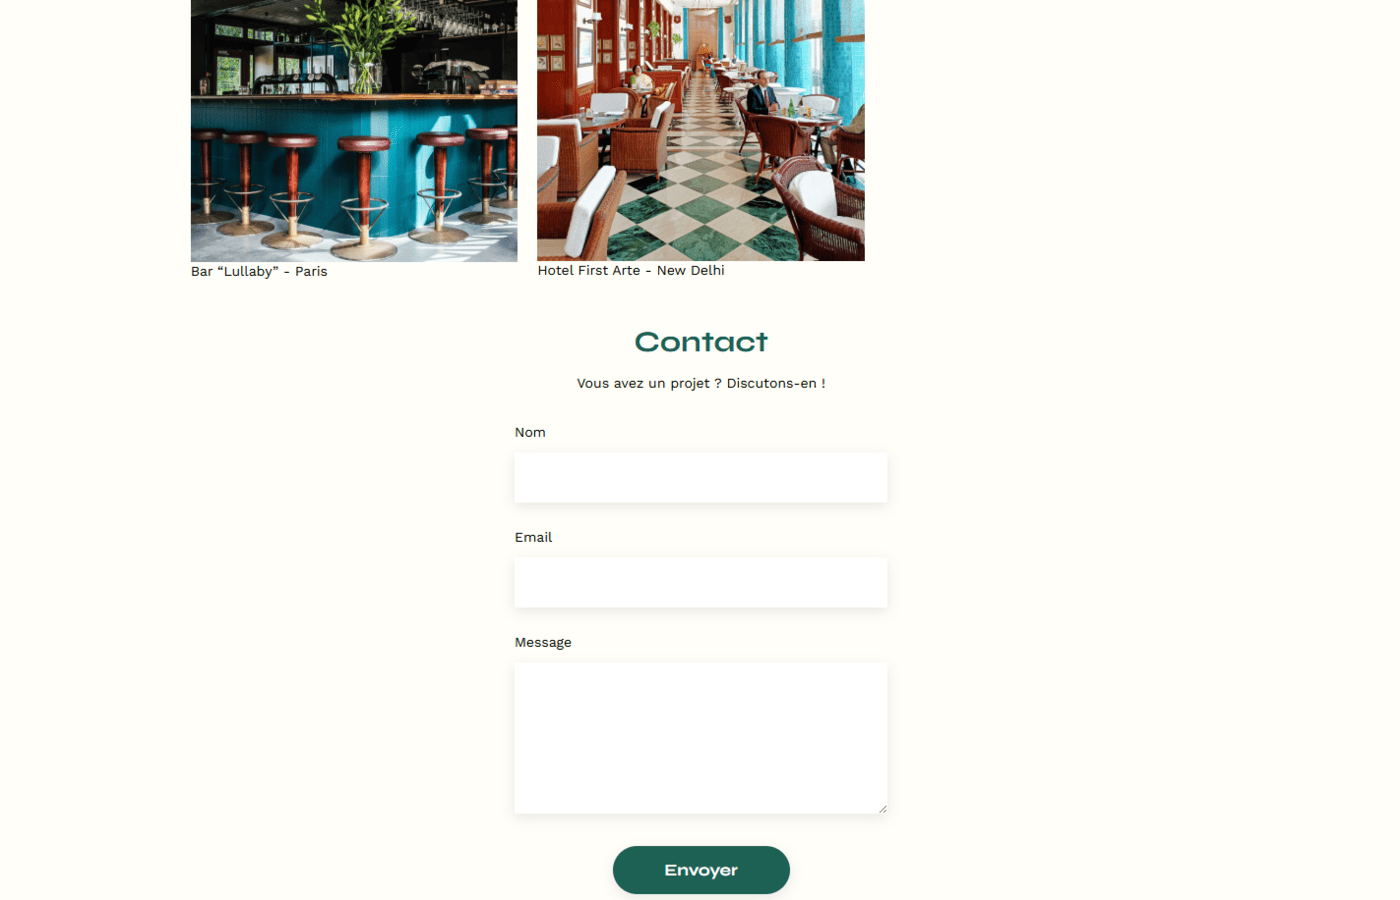 Bar “Lullaby” - Paris
Hotel First Arte - New Delhi
Contact
Vous avez un projet ? Discutons-en !
Nom
Email
Message
Envoyer